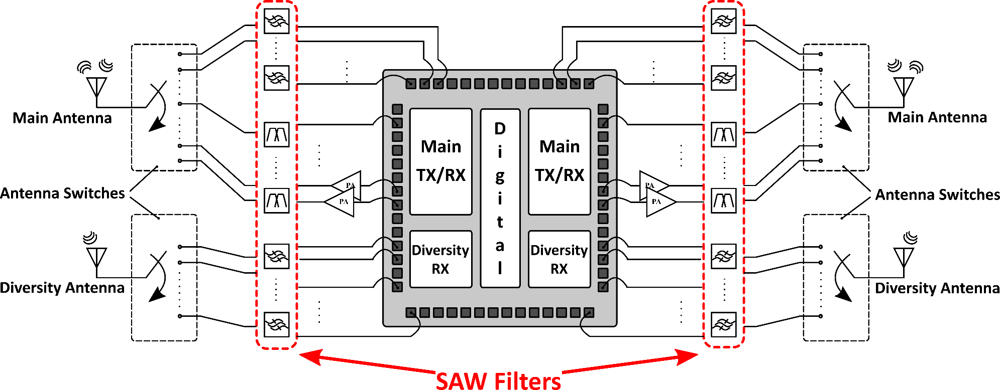 Main Antenna
Antenna Switches
Diversity Antenna
PA
PA
Main
TX/RX
Diversity
RX
D
i
g
i
t
a
l
Main
TX/RX
Diversity
RX
PA
PA
Main Antenna
Antenna Switches
Diversity Antenna
SAW Filters